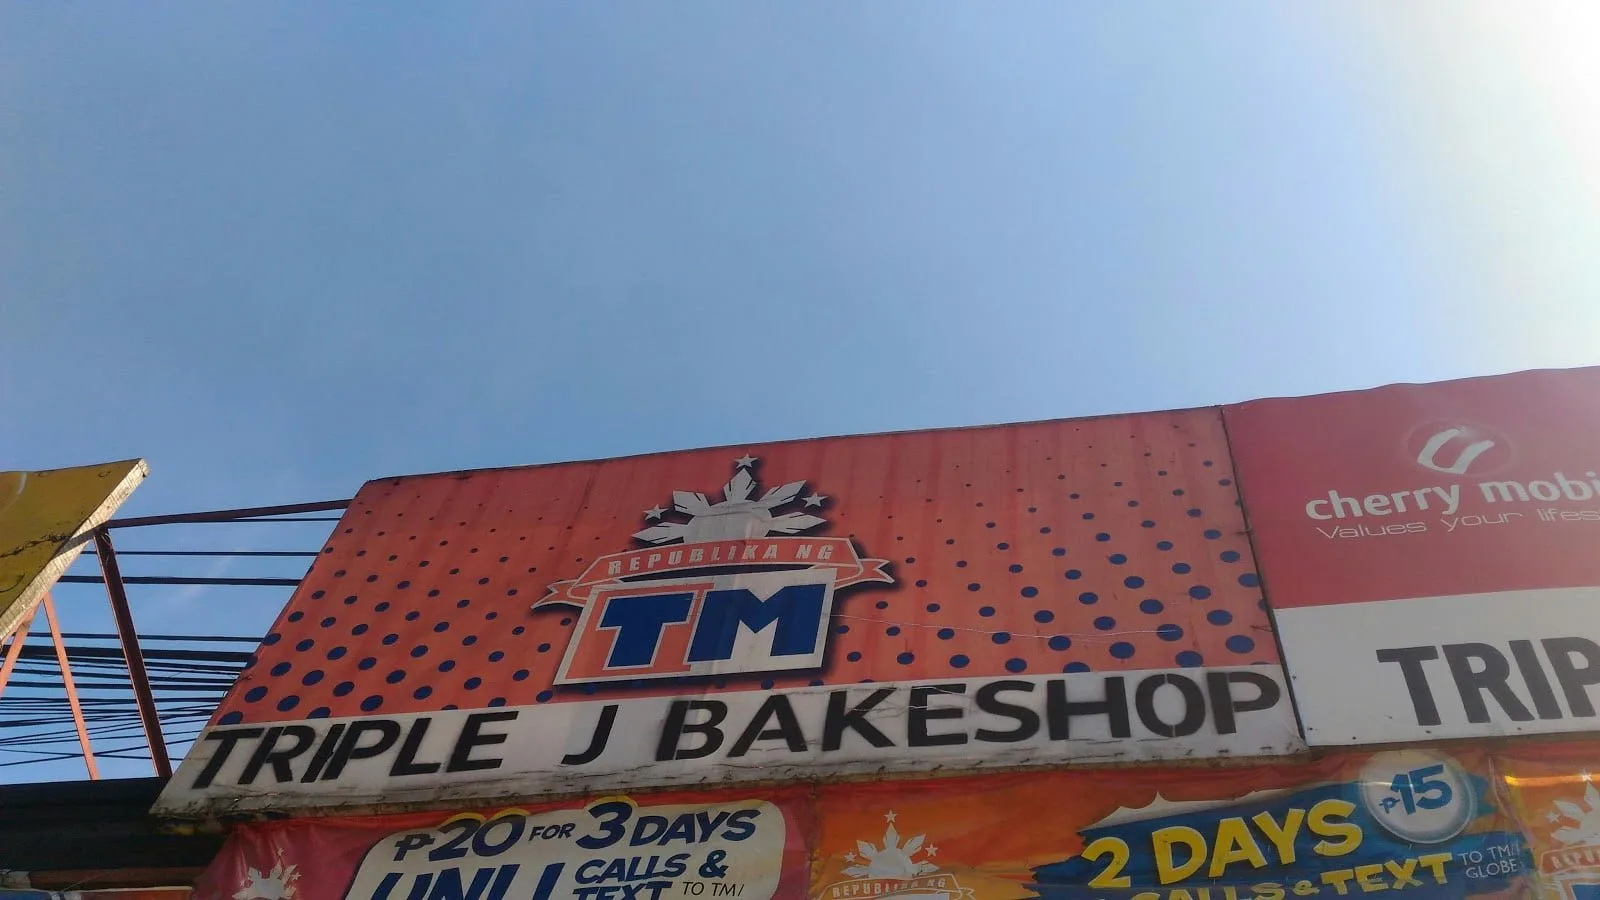 REPUBLIKA NG
TM
TRIPLE J BAKESHOP
cherry mobi
Values your lifes
TRIP
₱20 FOR 3 DAYS
UNLI CALLS &
TEXT TO TM/
REPUBLIKA NG
2 DAYS
₱15
CALLS & TEXT TO TM/
GLOBE